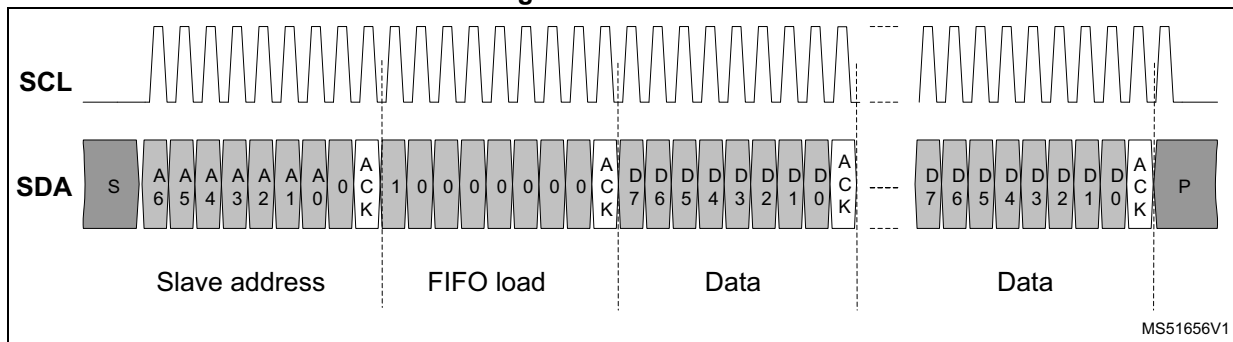 g
SCL
SDA S A6 A5 A4 A3 A2 A1 A0 0 ACK 1 0 0 0 0 0 0 0 ACK D7 D6 D5 D4 D3 D2 D1 D0 ACK D7 D6 D5 D4 D3 D2 D1 D0 ACK P
Slave address FIFO load Data Data
MS51656V1